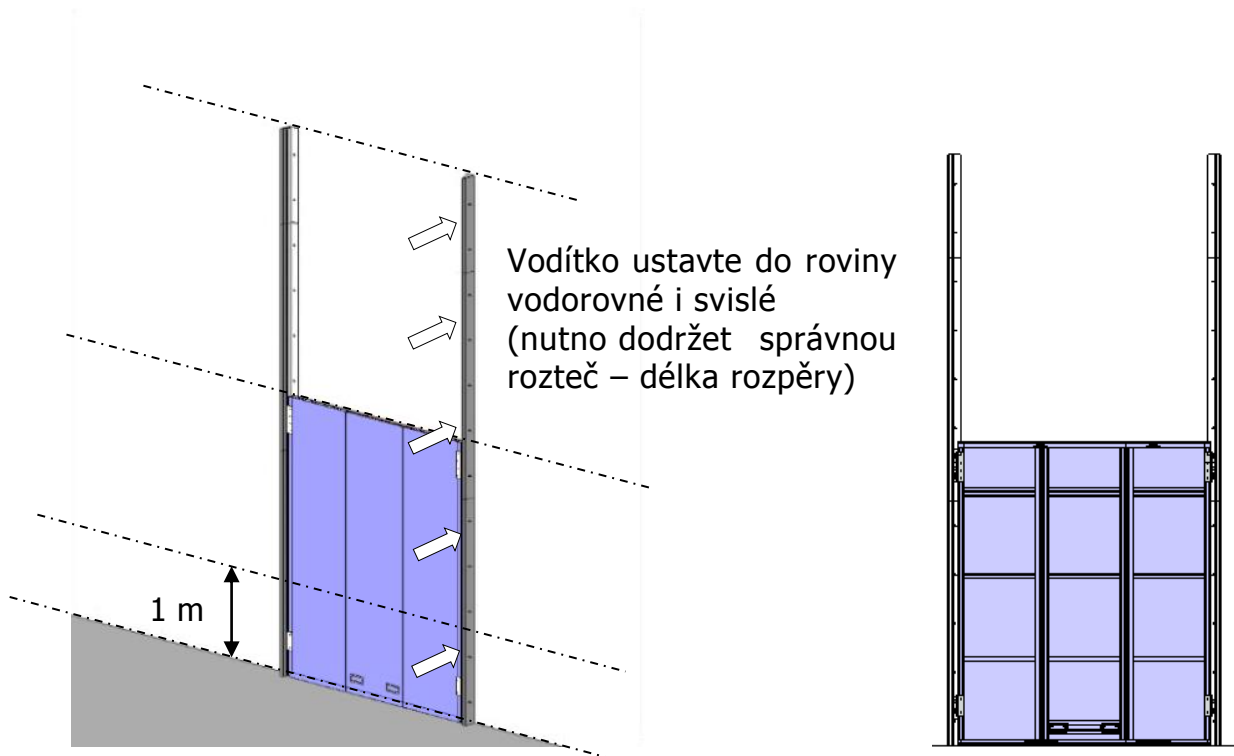 Vodítko ustavte do roviny
vodorovné i svislé
(nutno dodržet správnou
rozteč – délka rozpěry)
1 m